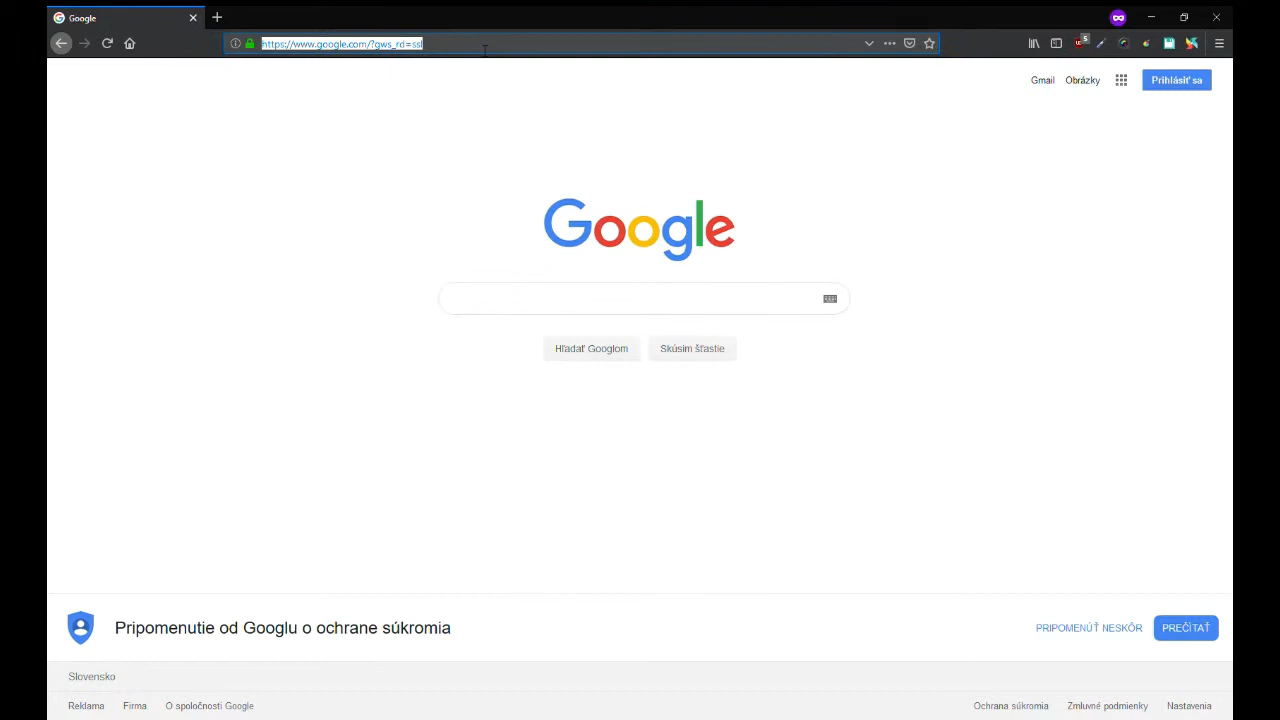 Google
https://www.google.com/?gws_rd=ssl
5
Gmail Obrázky Prihlásiť sa
Google
Hľadať Googlom Skúsim šťastie
Pripomenutie od Googlu o ochrane súkromia PRIPOMENÚŤ NESKÔR PREČÍTAŤ
Slovensko
Reklama Firma O spoločnosti Google Ochrana súkromia Zmluvné podmienky Nastavenia